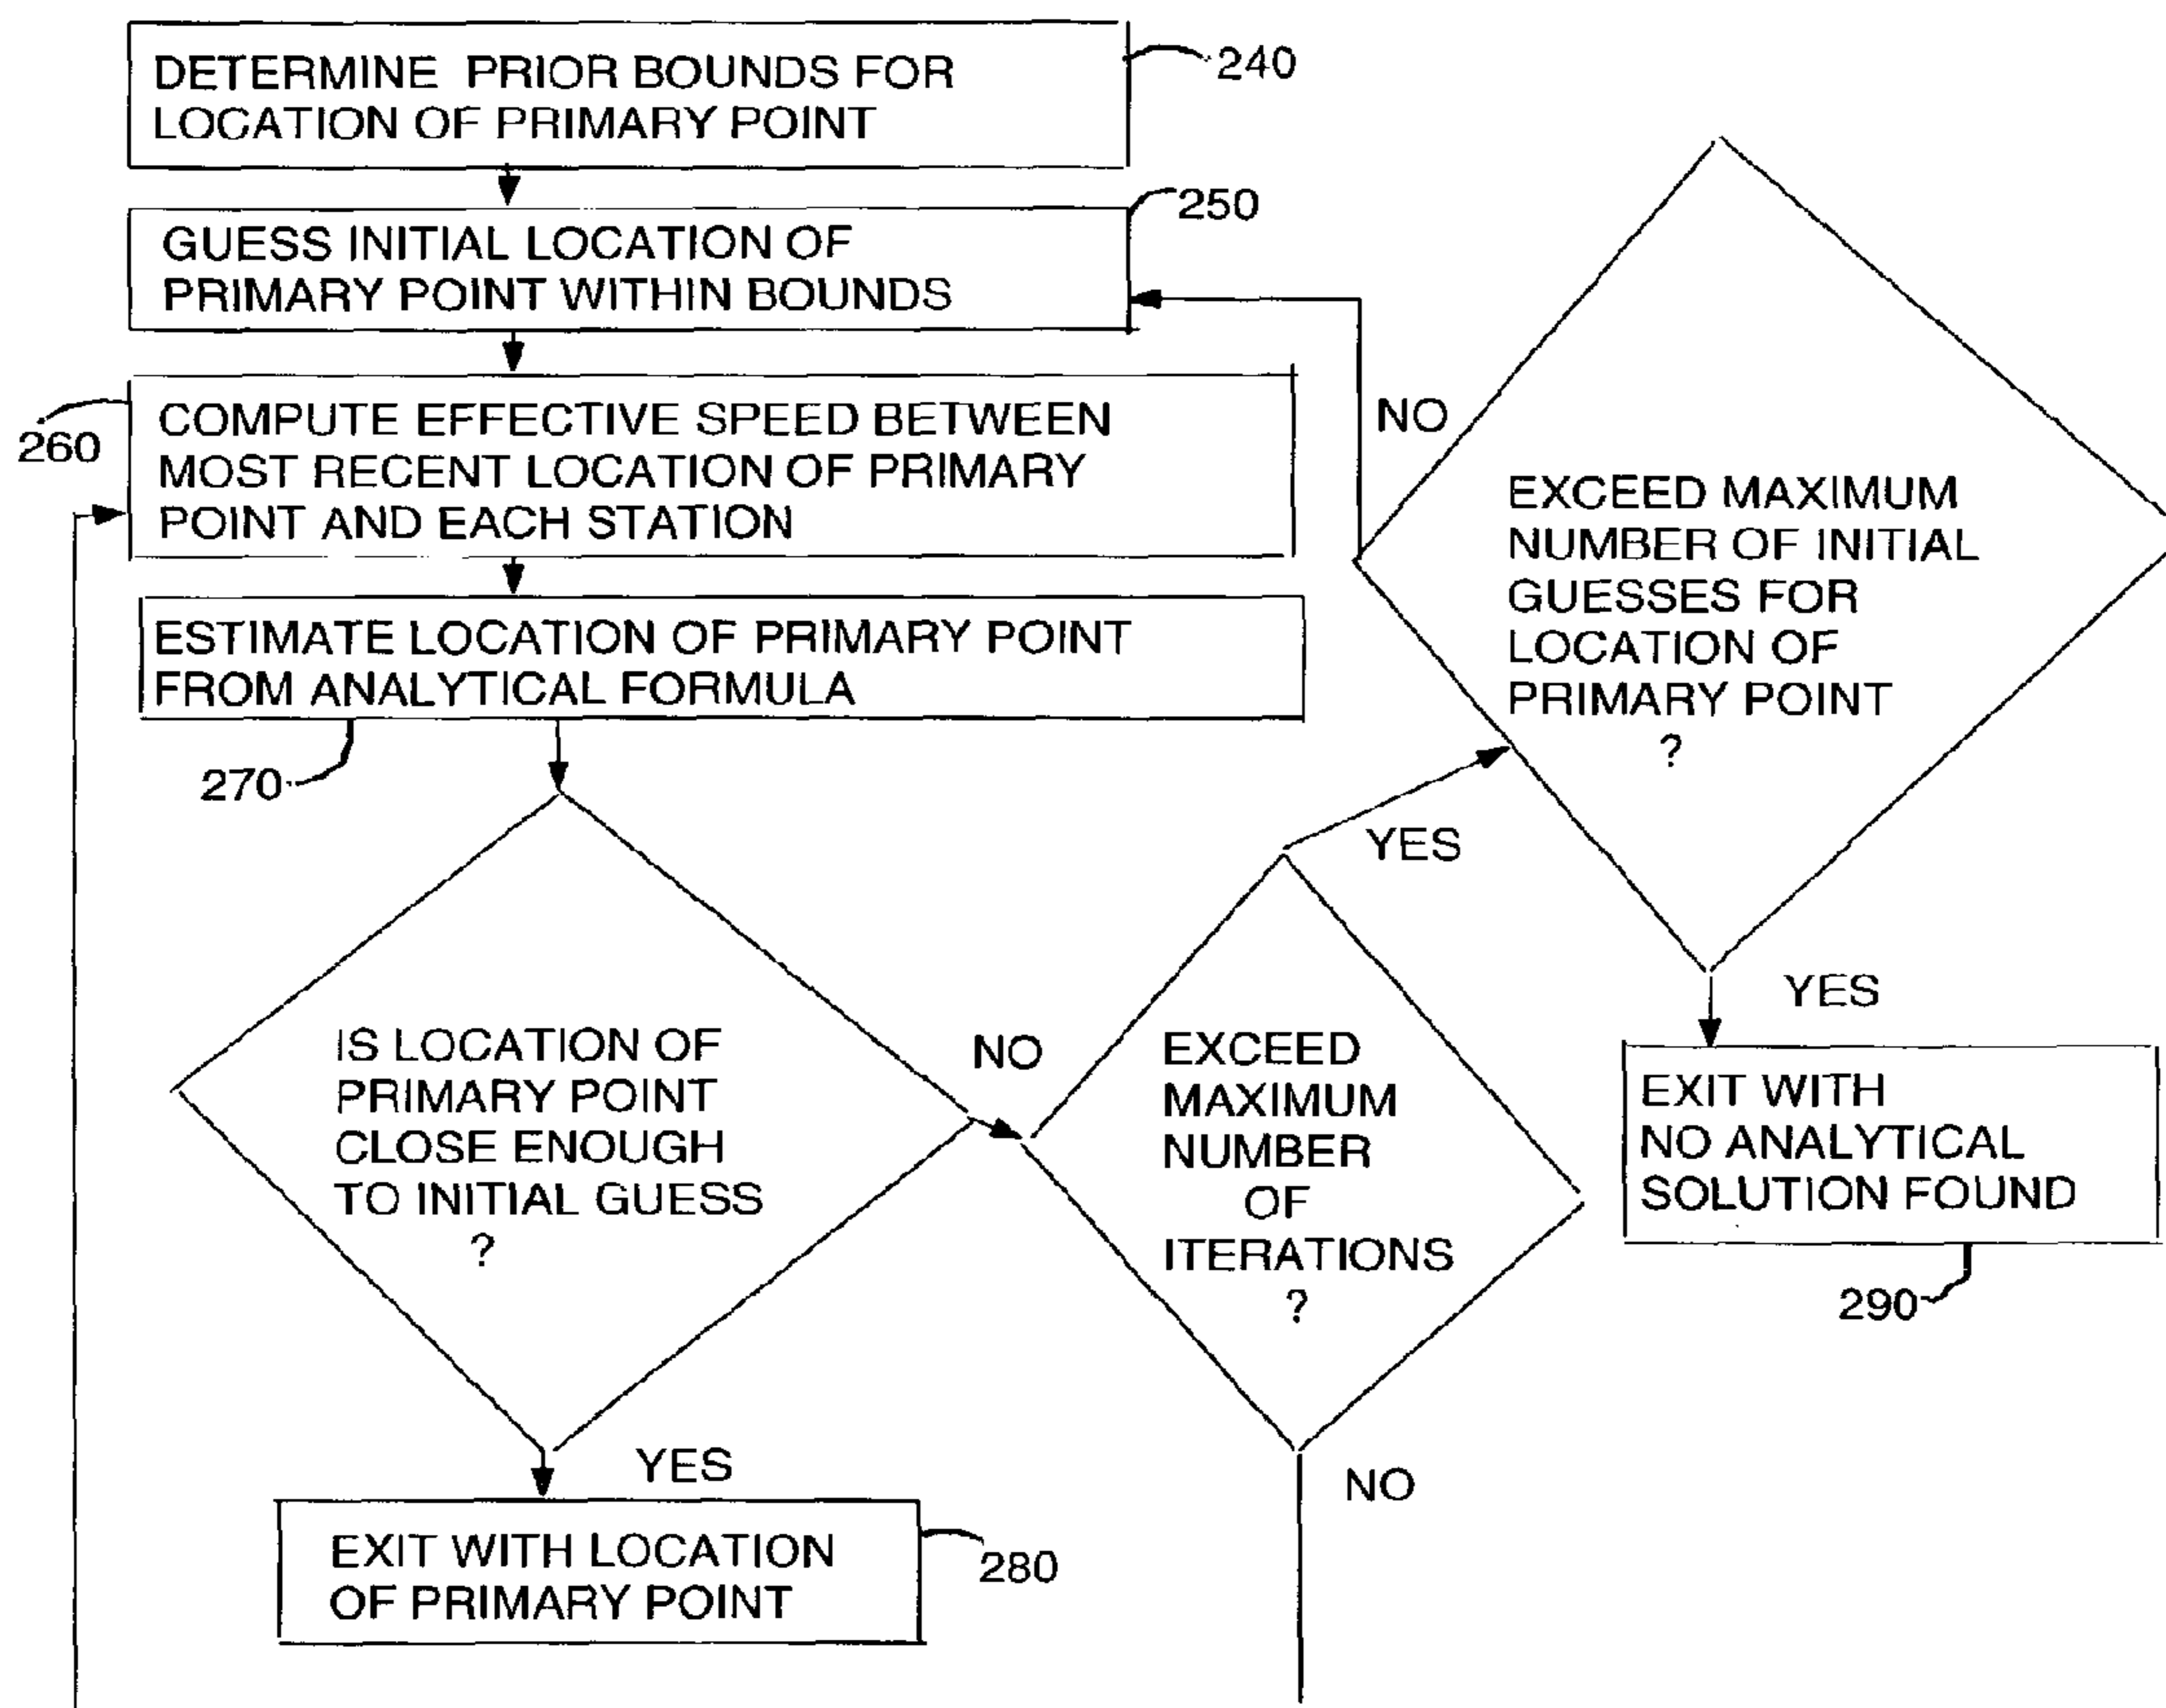 DETERMINE PRIOR BOUNDS FOR
LOCATION OF PRIMARY POINT
240
GUESS INITIAL LOCATION OF
PRIMARY POINT WITHIN BOUNDS
250
COMPUTE EFFECTIVE SPEED BETWEEN
MOST RECENT LOCATION OF PRIMARY
POINT AND EACH STATION
260
ESTIMATE LOCATION OF PRIMARY POINT
FROM ANALYTICAL FORMULA
270
IS LOCATION OF
PRIMARY POINT
CLOSE ENOUGH
TO INITIAL GUESS
?
NO
YES
EXIT WITH LOCATION
OF PRIMARY POINT
280
EXCEED
MAXIMUM
NUMBER
OF
ITERATIONS
?
YES
NO
EXCEED MAXIMUM
NUMBER OF INITIAL
GUESSES FOR
LOCATION OF
PRIMARY POINT
?
NO
YES
EXIT WITH
NO ANALYTICAL
SOLUTION FOUND
290